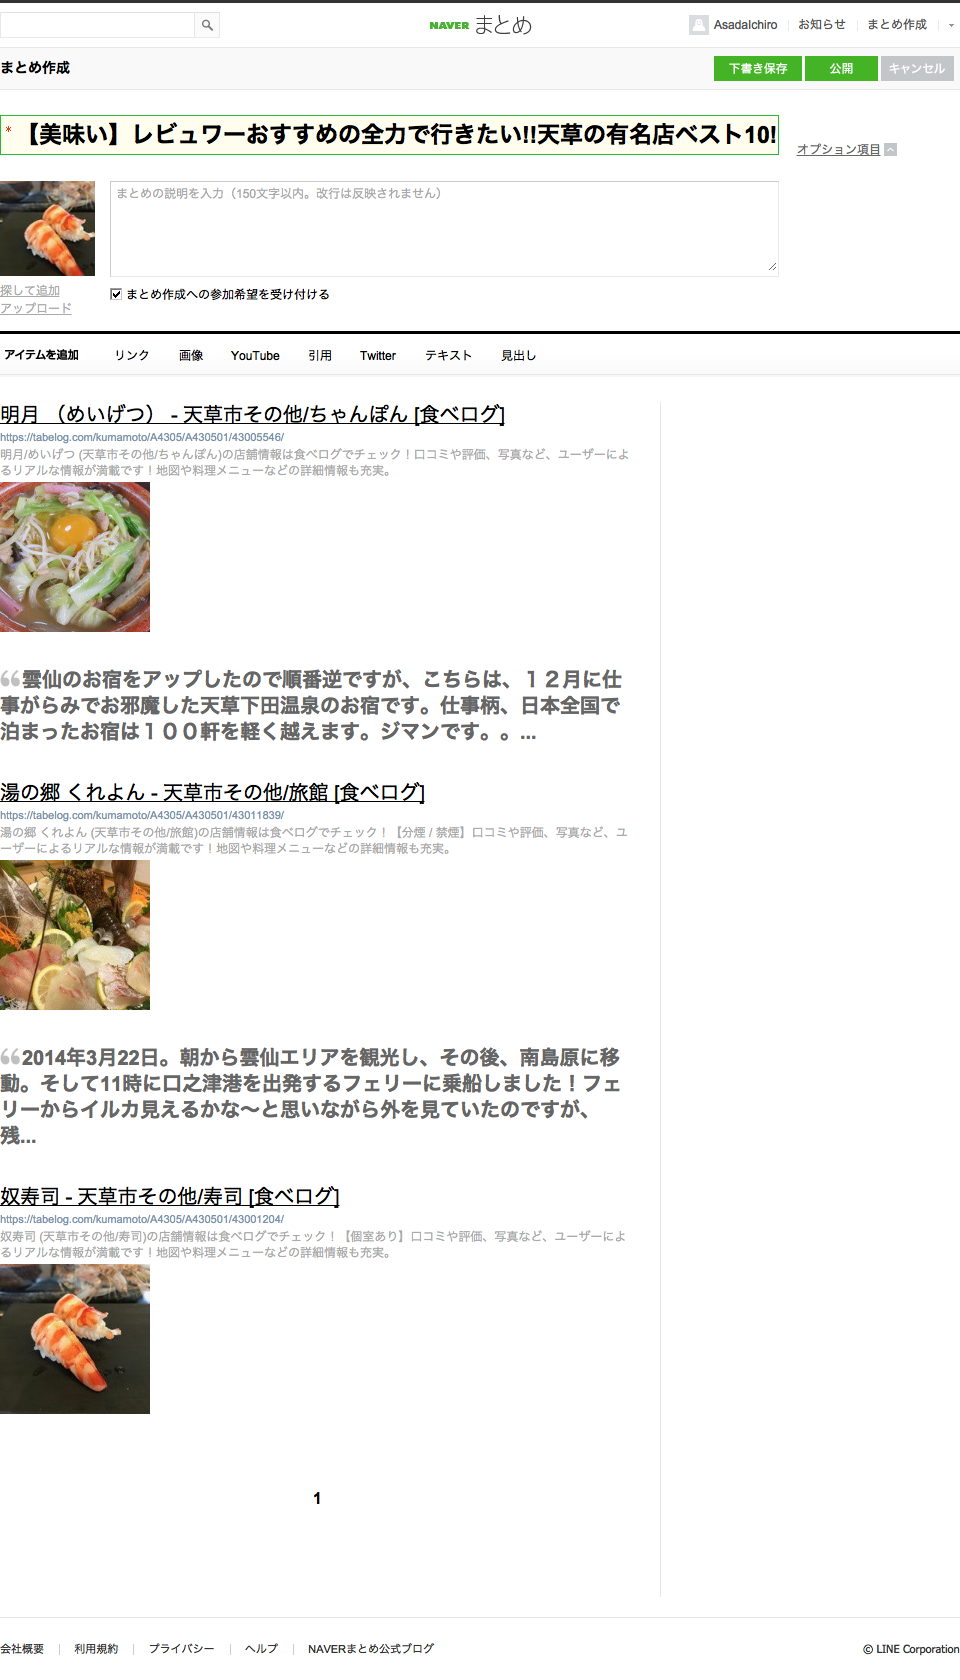 NAVER まとめ
AsadaIchiro
お知らせ
まとめ作成
まとめ作成
下書き保存
公開
キャンセル
* 【美味い】レビュワーおすすめの全力で行きたい!!天草の有名店ベスト10!
オプション項目
まとめの説明を入力（150文字以内。改行は反映されません）
探して追加
アップロード
まとめ作成への参加希望を受け付ける
アイテムを追加
リンク
画像
YouTube
引用
Twitter
テキスト
見出し
明月 （めいげつ） - 天草市その他/ちゃんぽん [食べログ]
https://tabelog.com/kumamoto/A4305/A430501/43005546/
明月/めいげつ (天草市その他/ちゃんぽん)の店舗情報は食べログでチェック！口コミや評価、写真など、ユーザーによ
るリアルな情報が満載です！地図や料理メニューなどの詳細情報も充実。
雲仙のお宿をアップしたので順番逆ですが、こちらは、１２月に仕
事がらみでお邪魔した天草下田温泉のお宿です。仕事柄、日本全国で
泊まったお宿は１００軒を軽く越えます。ジマンです。。...
湯の郷 くれよん - 天草市その他/旅館 [食べログ]
https://tabelog.com/kumamoto/A4305/A430501/43011839/
湯の郷 くれよん (天草市その他/旅館)の店舗情報は食べログでチェック！【分煙 / 禁煙】口コミや評価、写真など、ユ
ーザーによるリアルな情報が満載です！地図や料理メニューなどの詳細情報も充実。
2014年3月22日。朝から雲仙エリアを観光し、その後、南島原に移
動。そして11時に口之津港を出発するフェリーに乗船しました！フェ
リーからイルカ見えるかな〜と思いながら外を見ていたのですが、
残...
奴寿司 - 天草市その他/寿司 [食べログ]
https://tabelog.com/kumamoto/A4305/A430501/43001204/
奴寿司 (天草市その他/寿司)の店舗情報は食べログでチェック！【個室あり】口コミや評価、写真など、ユーザーによ
るリアルな情報が満載です！地図や料理メニューなどの詳細情報も充実。
1
会社概要
利用規約
プライバシー
ヘルプ
NAVERまとめ公式ブログ
© LINE Corporation